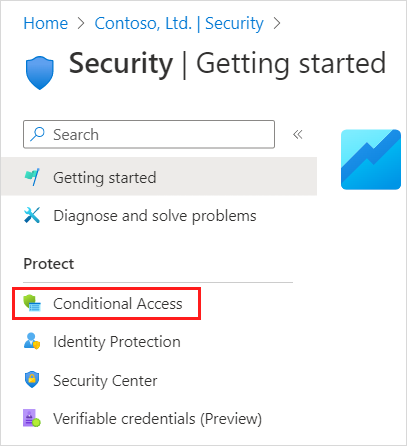 Home > Contoso, Ltd. | Security >
Security | Getting started
Search «
Getting started
Diagnose and solve problems
Protect
Conditional Access
Identity Protection
Security Center
Verifiable credentials (Preview)